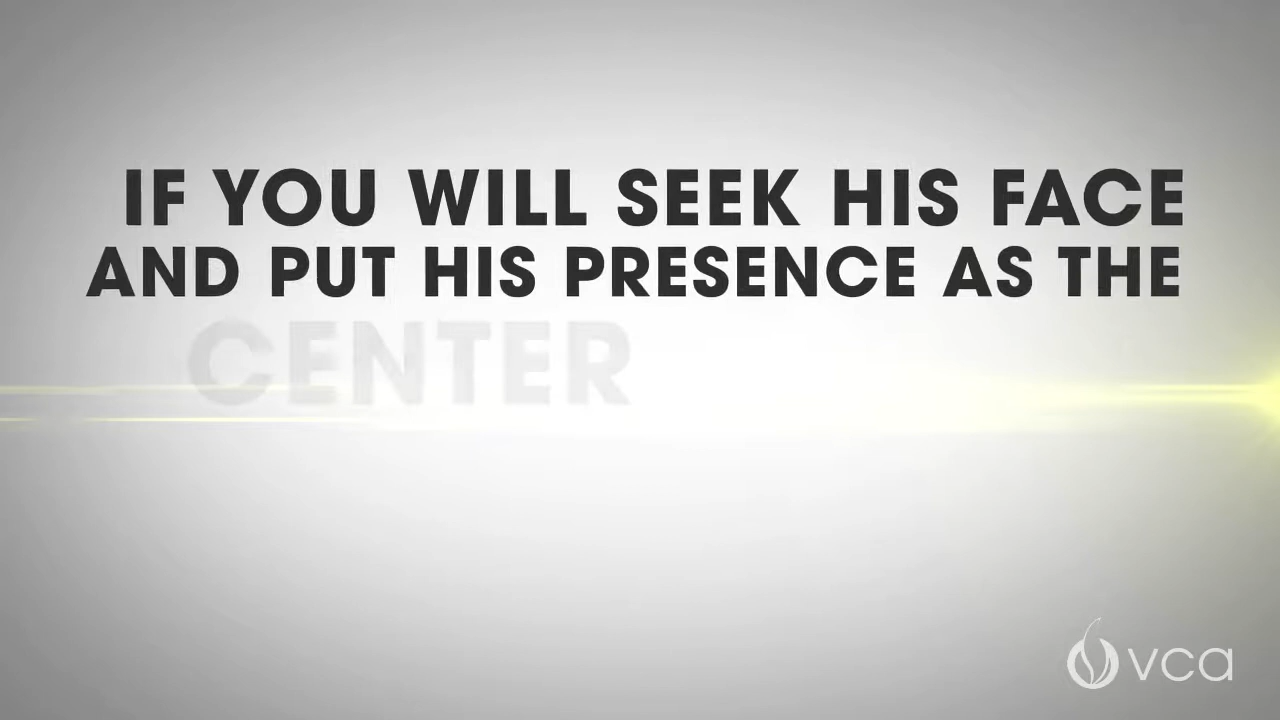 IF YOU WILL SEEK HIS FACE
AND PUT HIS PRESENCE AS THE
CENTER
vca